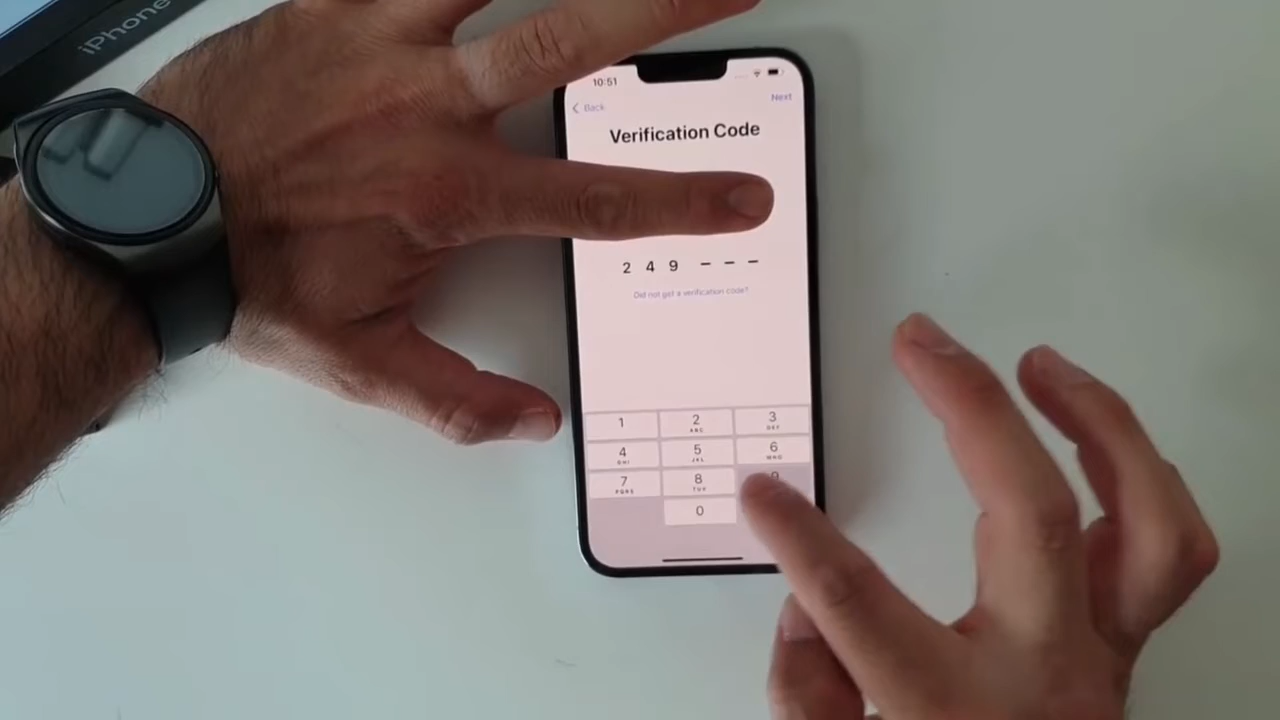 iPhone
10:51
Back
Next
Verification Code
2 4 9 – – –
Did not get a verification code?
1
2
ABC
3
DEF
4
GHI
5
JKL
6
MNO
7
PQRS
8
TUV
9
0